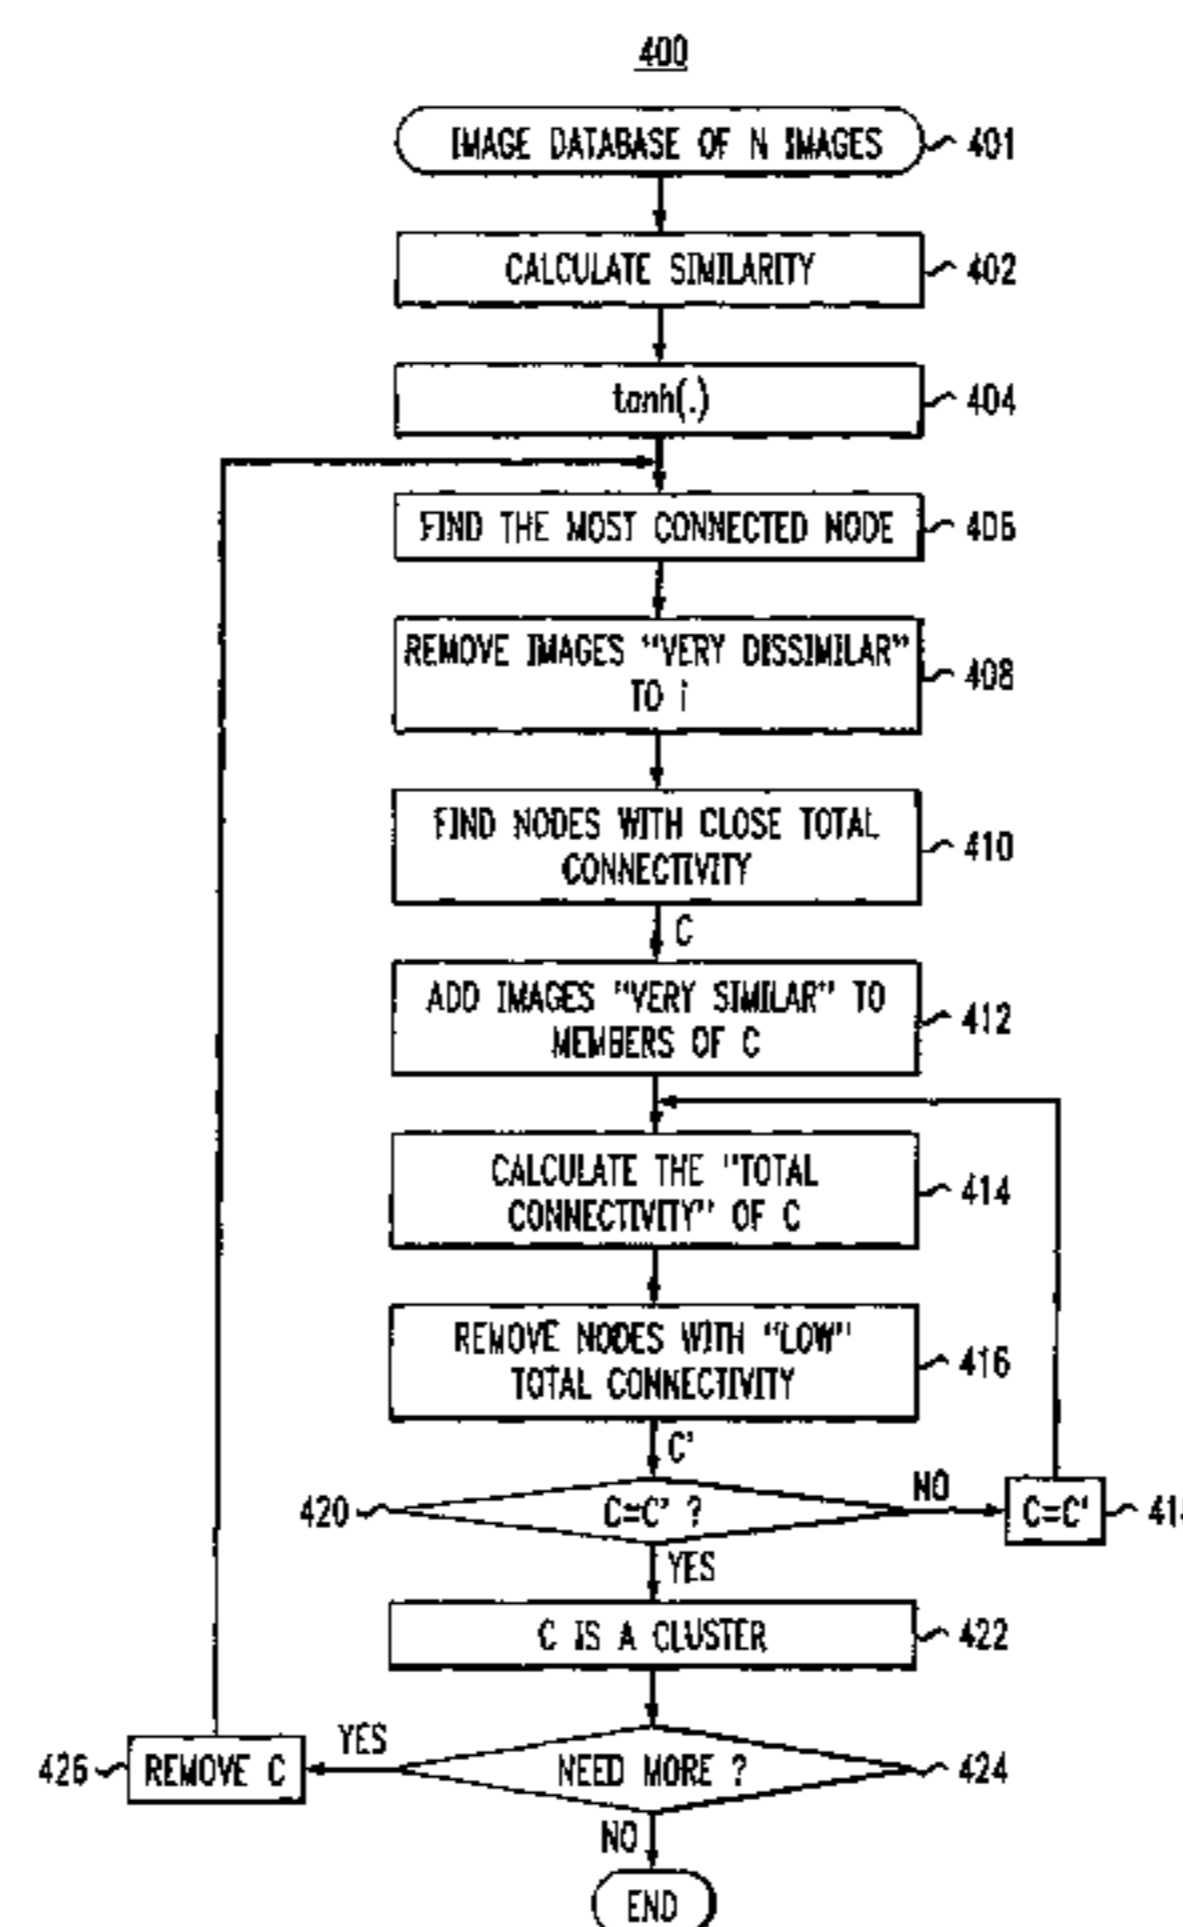 400
IMAGE DATABASE OF N IMAGES
401
CALCULATE SIMILARITY
402
tanh(.)
404
FIND THE MOST CONNECTED NODE
406
REMOVE IMAGES "VERY DISSIMILAR"
TO i
408
FIND NODES WITH CLOSE TOTAL
CONNECTIVITY
410
C
ADD IMAGES "VERY SIMILAR" TO
MEMBERS OF C
412
CALCULATE THE "TOTAL
CONNECTIVITY" OF C
414
REMOVE NODES WITH "LOW"
TOTAL CONNECTIVITY
416
C'
420
C=C' ?
NO
C=C'
YES
C IS A CLUSTER
422
426
REMOVE C
YES
NEED MORE ?
424
NO
END